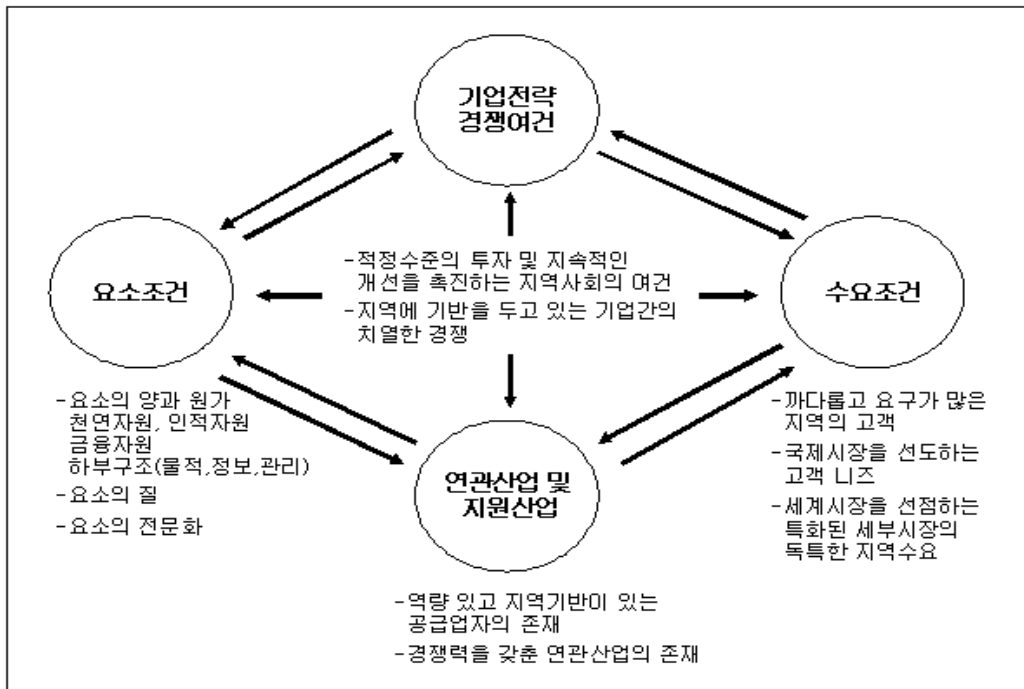 기업전략
경쟁여건
요소조건
-적정수준의 투자 및 지속적인
개선을 촉진하는 지역사회의 여건
-지역에 기반을 두고 있는 기업간의
치열한 경쟁
수요조건
-요소의 양과 원가
천연자원, 인적자원
금융자원
하부구조(물적,정보,관리)
-요소의 질
-요소의 전문화
연관산업 및
지원산업
-까다롭고 요구가 많은
지역의 고객
-국제시장을 선도하는
고객 니즈
-세계시장을 선점하는
특화된 세부시장의
독특한 지역수요
-역량 있고 지역기반이 있는
공급업자의 존재
-경쟁력을 갖춘 연관산업의 존재